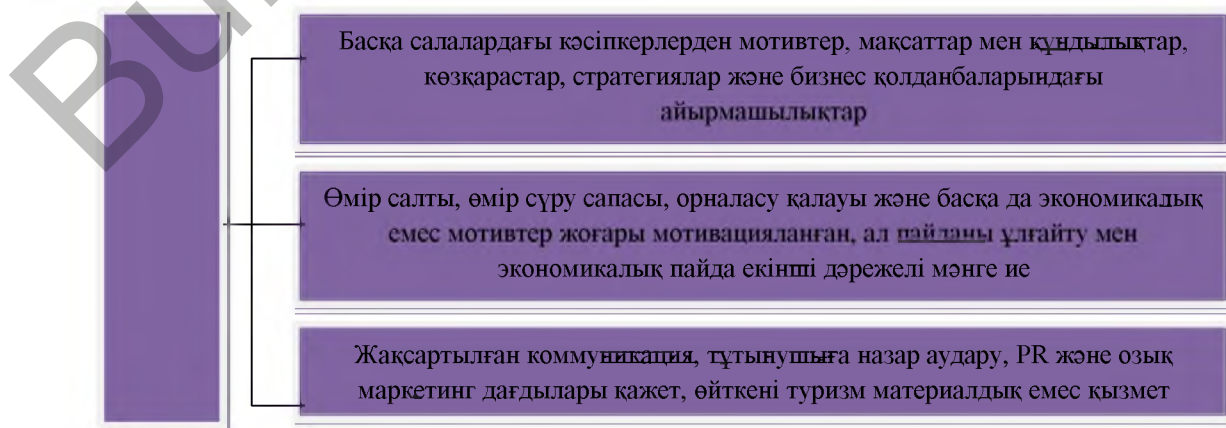 Bu
Басқа салалардағы кәсіпкерлерден мотивтер, мақсаттар мен құндылықтар,
көзқарастар, стратегиялар және бизнес қолданбаларындағы
айырмашылықтар
Өмір салты, өмір сүру сапасы, орналасу қалауы және басқа да экономикалық
емес мотивтер жоғары мотивацияланған, ал пайданы ұлғайту мен
экономикалық пайда екінші дәрежелі мәнге ие
Жақсартылған коммуникация, тұтынушыға назар аудару, PR және озық
маркетинг дағдылары қажет, өйткені туризм материалдық емес қызмет